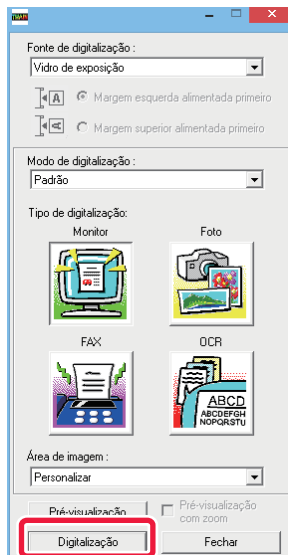 TWAIN
Fonte de digitalização :
Vidro de exposição
A Margem esquerda alimentada primeiro
A Margem superior alimentada primeiro
Modo de digitalização :
Padrão
Tipo de digitalização:
Monitor Foto
FAX OCR
ABCD
ABCDEFGH
NOPQRSTU
Área de imagem :
Personalizar
Pré-visualização Pré-visualização com zoom
Digitalização Fechar